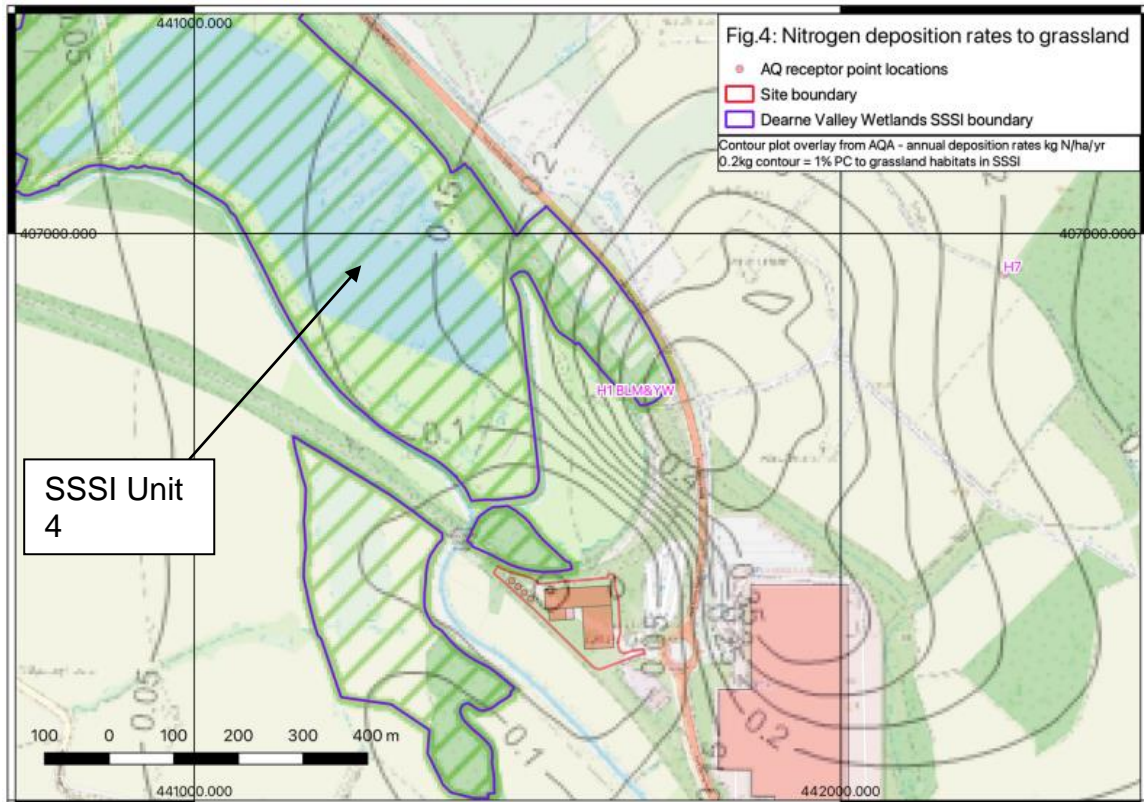 441000.000
Fig.4: Nitrogen deposition rates to grassland
AQ receptor point locations
Site boundary
Dearne Valley Wetlands SSSI boundary
Contour plot overlay from AQA - annual deposition rates kg N/ha/yr
0.2kg contour = 1% PC to grassland habitats in SSSI
0.2
0.15
407000.000
407000.000
H7
H1 BLM&YW
0.1
SSSI Unit
4
0.05
0.05
0.2
0.1
100 0 100 200 300 400 m
441000.000
442000.000